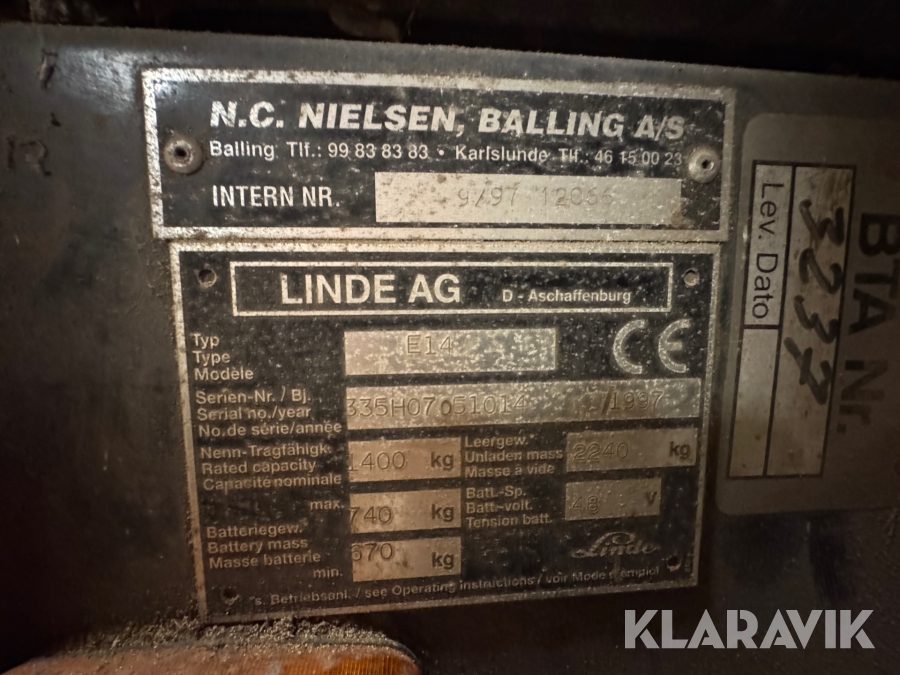 N.C. NIELSEN, BALLING A/S
Balling Tlf.: 99 83 83 83 • Karlslunde Tlf.: 46 15 00 23
INTERN NR. 9/97 12866
LINDE AG D - Aschaffenburg
Typ
Type
Modèle
E14
CE
Serien-Nr. / Bj.
Serial no./year
No. de série/année
335H07051014 / 1997
Nenn-Tragfähigk.
Rated capacity
Capacité nominale
1400 kg
Leergew.*
Unladen mass
Masse à vide
2240 kg
Batteriegew.*
Battery mass
Masse batterie
max. 740 kg
min. 670 kg
Batt.-Sp.
Batt.-volt.
Tension batt.
48 V
Linde
*s. Betriebsanl. / see Operating instructions / voir Mode d'emploi
BTA Nr.
3237
Lev. Dato
KLARAVIK